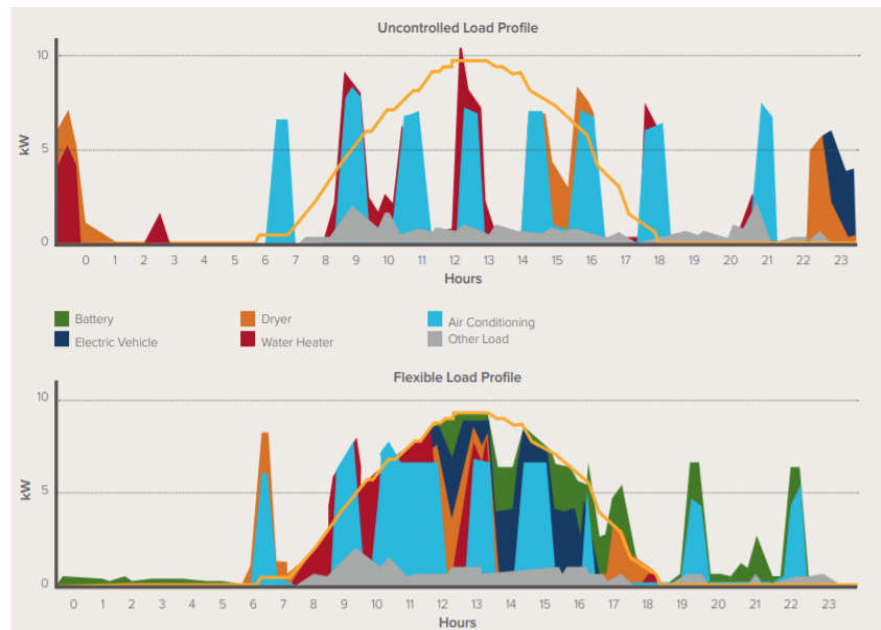 Uncontrolled Load Profile
10
kW
5
0
0 1 2 3 4 5 6 7 8 9 10 11 12 13 14 15 16 17 18 19 20 21 22 23
Hours
Battery Dryer Air Conditioning
Electric Vehicle Water Heater Other Load
Flexible Load Profile
10
kW
5
0
0 1 2 3 4 5 6 7 8 9 10 11 12 13 14 15 16 17 18 19 20 21 22 23
Hours